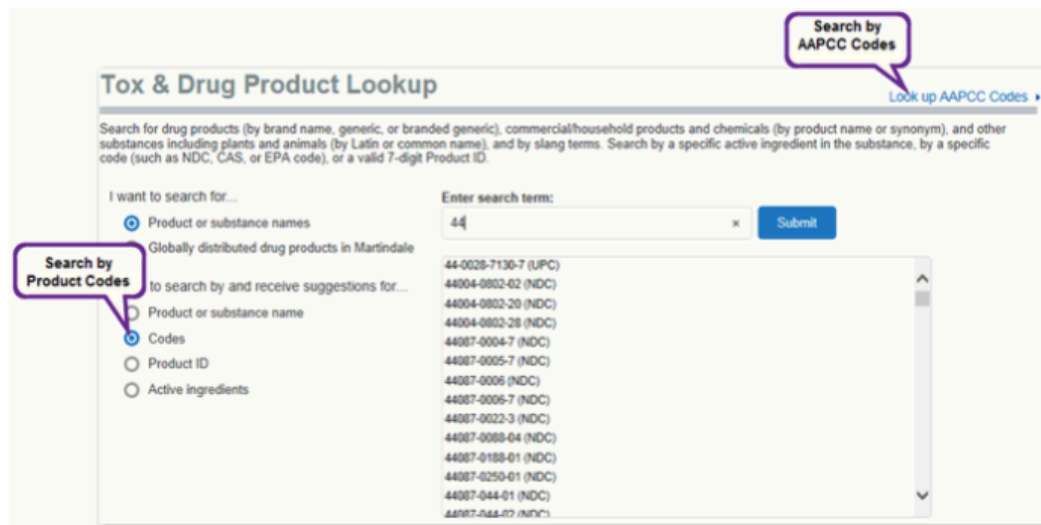 Search by
AAPCC Codes
Tox & Drug Product Lookup
Look up AAPCC Codes
Search for drug products (by brand name, generic, or branded generic), commercial/household products and chemicals (by product name or synonym), and other
substances including plants and animals (by Latin or common name), and by slang terms. Search by a specific active ingredient in the substance, by a specific
code (such as NDC, CAS, or EPA code), or a valid 7-digit Product ID.
I want to search for...
Enter search term:
Product or substance names
44
×
Submit
Globally distributed drug products in Martindale
Search by
Product Codes
to search by and receive suggestions for...
Product or substance name
Codes
Product ID
Active ingredients
44-0028-7130-7 (UPC)
44004-0802-02 (NDC)
44004-0802-20 (NDC)
44004-0802-28 (NDC)
44087-0004-7 (NDC)
44087-0005-7 (NDC)
44087-0006 (NDC)
44087-0006-7 (NDC)
44087-0022-3 (NDC)
44087-0088-04 (NDC)
44087-0188-01 (NDC)
44087-0250-01 (NDC)
44087-044-01 (NDC)
44087-044-02 (NDC)